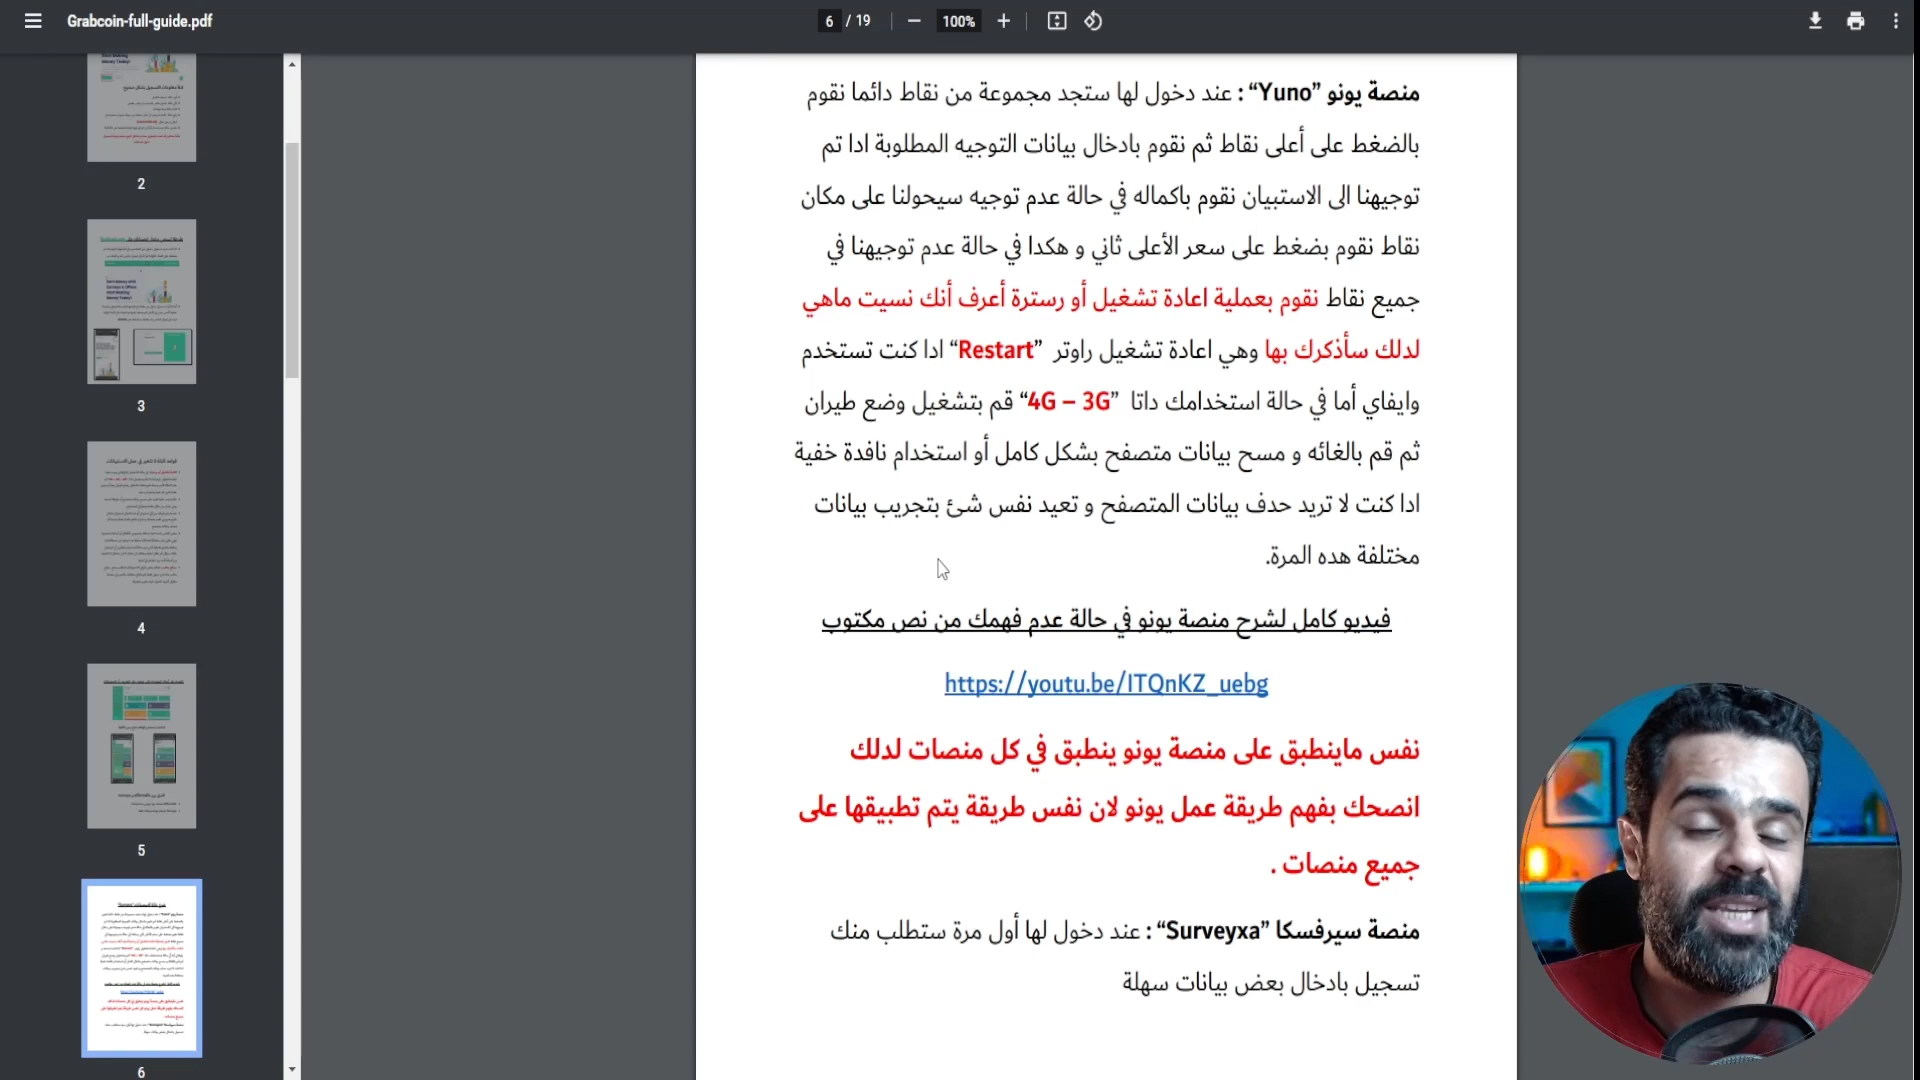 Grabcoin-full-guide.pdf
6 / 19
100%
2
3
4
5
6
منصة يونو “Yuno” : عند دخول لها ستجد مجموعة من نقاط دائما نقوم
بالضغط على أعلى نقاط ثم نقوم بادخال بيانات التوجيه المطلوبة ادا تم
توجيهنا الى الاستبيان نقوم باكماله في حالة عدم توجيه سيحولنا على مكان
نقاط نقوم بضغط على سعر الأعلى ثاني و هكدا في حالة عدم توجيهنا في
جميع نقاط نقوم بعملية اعادة تشغيل أو رسترة أعرف أنك نسيت ماهي
لدلك سأذكرك بها وهي اعادة تشغيل راوتر “Restart” ادا كنت تستخدم
وايفاي أما في حالة استخدامك داتا “4G – 3G” قم بتشغيل وضع طيران
ثم قم بالغائه و مسح بيانات متصفح بشكل كامل أو استخدام نافدة خفية
ادا كنت لا تريد حدف بيانات المتصفح و تعيد نفس شئ بتجريب بيانات
مختلفة هده المرة.
فيديو كامل لشرح منصة يونو في حالة عدم فهمك من نص مكتوب
https://youtu.be/ITQnKZ_uebg
نفس ماينطبق على منصة يونو ينطبق في كل منصات لدلك
انصحك بفهم طريقة عمل يونو لان نفس طريقة يتم تطبيقها على
جميع منصات .
منصة سيرفسكا “Surveyxa” : عند دخول لها أول مرة ستطلب منك
تسجيل بادخال بعض بيانات سهلة